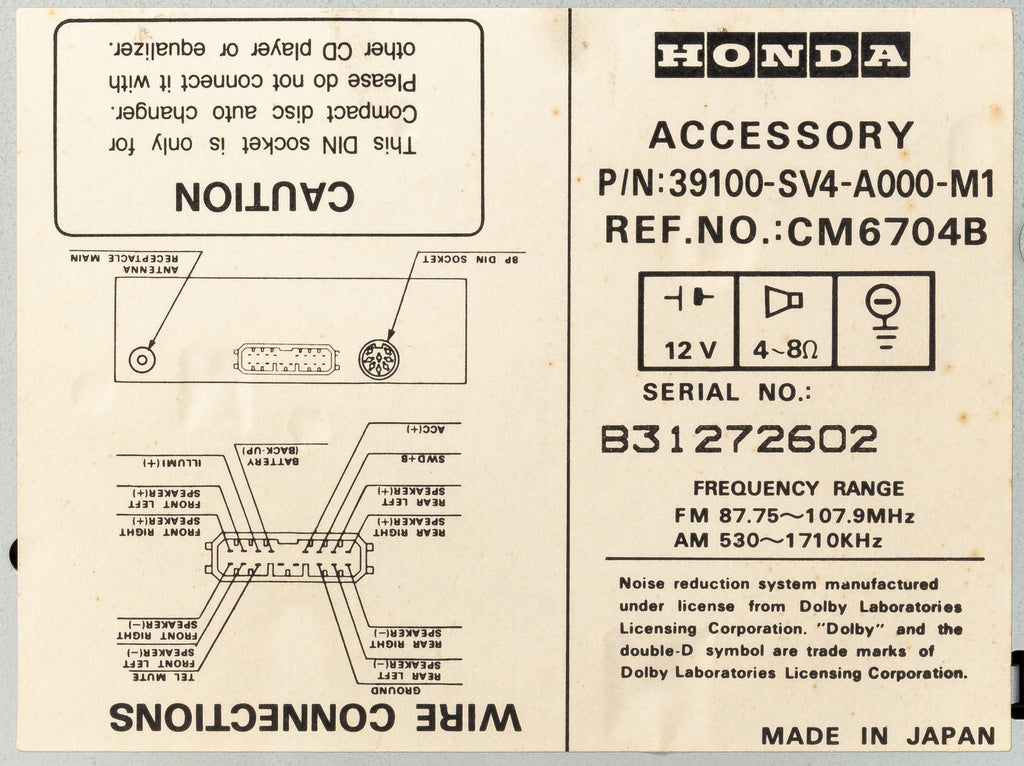 HONDA
ACCESSORY
P/N:39100-SV4-A000-M1
REF.NO.:CM6704B
12 V
4~8Ω
SERIAL NO.:
B31272602
FREQUENCY RANGE
FM 87.75~107.9MHz
AM 530~1710KHz
Noise reduction system manufactured
under license from Dolby Laboratories
Licensing Corporation. "Dolby" and the
double-D symbol are trade marks of
Dolby Laboratories Licensing Corporation.
MADE IN JAPAN
WIRE CONNECTIONS
GROUND
REAR LEFT
SPEAKER(-)
REAR RIGHT
SPEAKER(-)
TEL MUTE
FRONT LEFT
SPEAKER(-)
FRONT RIGHT
SPEAKER(-)
REAR RIGHT
SPEAKER(+)
REAR LEFT
SPEAKER(+)
SWD+B
ACC(+)
FRONT RIGHT
SPEAKER(+)
FRONT LEFT
SPEAKER(+)
ILLUMI(+)
BATTERY
(BACK-UP)
8P DIN SOCKET
ANTENNA
RECEPTACLE MAIN
CAUTION
This DIN socket is only for
Compact disc auto changer.
Please do not connect it with
other CD player or equalizer.